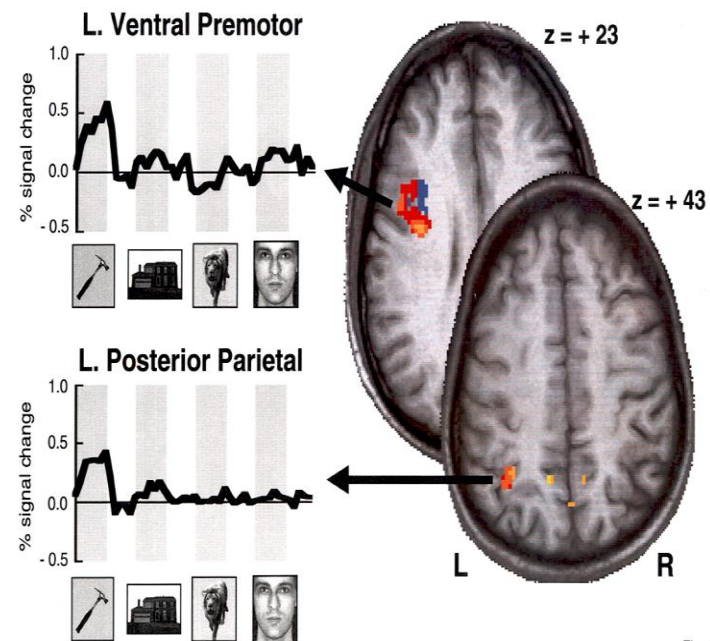 L. Ventral Premotor
% signal change
1.0
0.5
0.0
- 0.5
z = + 23
z = + 43
L. Posterior Parietal
% signal change
1.0
0.5
0.0
- 0.5
L
R